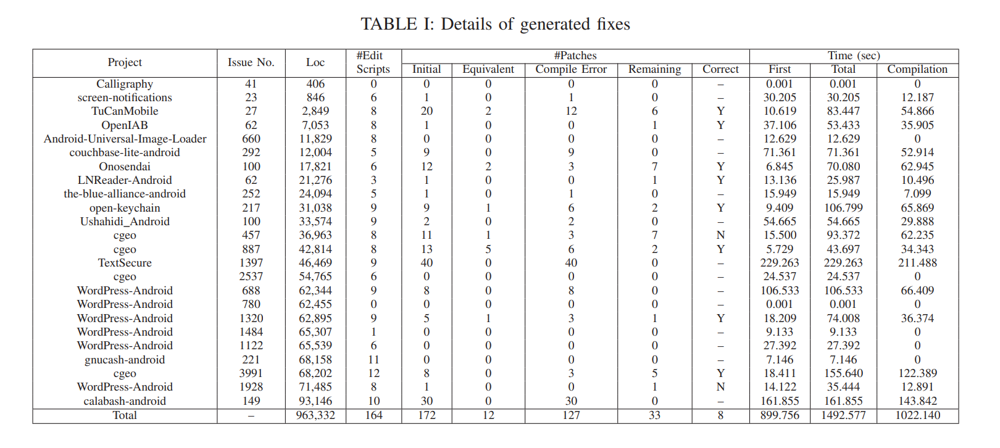 TABLE I: Details of generated fixes
Project Issue No. Loc #Edit Scripts #Patches Time (sec)
Initial Equivalent Compile Error Remaining Correct First Total Compilation
Calligraphy 41 406 0 0 0 0 0 – 0.001 0.001 0
screen-notifications 23 846 6 1 0 1 0 – 30.205 30.205 12.187
TuCanMobile 27 2,849 8 20 2 12 6 Y 10.619 83.447 54.866
OpenIAB 62 7,053 8 1 0 0 1 Y 37.106 53.433 35.905
Android-Universal-Image-Loader 660 11,829 8 0 0 0 0 – 12.629 12.629 0
couchbase-lite-android 292 12,004 5 9 0 9 0 – 71.361 71.361 52.914
Onosendai 100 17,821 6 12 2 3 7 Y 6.845 70.080 62.945
LNReader-Android 62 21,276 3 1 0 0 1 Y 13.136 25.987 10.496
the-blue-alliance-android 252 24,094 5 1 0 1 0 – 15.949 15.949 7.099
open-keychain 217 31,038 9 9 1 6 2 Y 9.409 106.799 65.869
Ushahidi_Android 100 33,574 9 2 0 2 0 – 54.665 54.665 29.888
cgeo 457 36,963 8 11 1 3 7 N 15.500 93.372 62.235
cgeo 887 42,814 8 13 5 6 2 Y 5.729 43.697 34.343
TextSecure 1397 46,469 9 40 0 40 0 – 229.263 229.263 211.488
cgeo 2537 54,765 6 0 0 0 0 – 24.537 24.537 0
WordPress-Android 688 62,344 9 8 0 8 0 – 106.533 106.533 66.409
WordPress-Android 780 62,455 0 0 0 0 0 – 0.001 0.001 0
WordPress-Android 1320 62,895 9 5 1 3 1 Y 18.209 74.008 36.374
WordPress-Android 1484 65,307 1 0 0 0 0 – 9.133 9.133 0
WordPress-Android 1122 65,539 6 0 0 0 0 – 27.392 27.392 0
gnucash-android 221 68,158 11 0 0 0 0 – 7.146 7.146 0
cgeo 3991 68,202 12 8 0 3 5 Y 18.411 155.640 122.389
WordPress-Android 1928 71,485 8 1 0 0 1 N 14.122 35.444 12.891
calabash-android 149 93,146 10 30 0 30 0 – 161.855 161.855 143.842
Total – 963,332 164 172 12 127 33 8 899.756 1492.577 1022.140